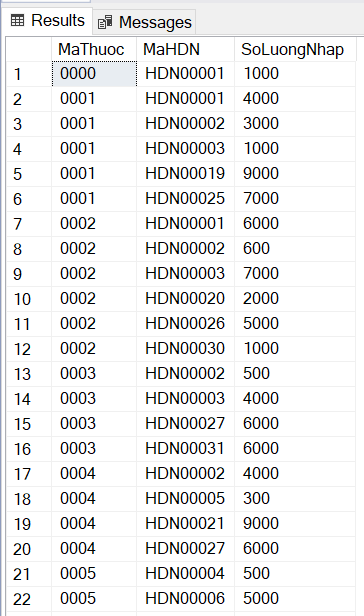 Results Messages
MaThuoc MaHDN SoLuongNhap
1 0000 HDN00001 1000
2 0001 HDN00001 4000
3 0001 HDN00002 3000
4 0001 HDN00003 1000
5 0001 HDN00019 9000
6 0001 HDN00025 7000
7 0002 HDN00001 6000
8 0002 HDN00002 600
9 0002 HDN00003 7000
10 0002 HDN00020 2000
11 0002 HDN00026 5000
12 0002 HDN00030 1000
13 0003 HDN00002 500
14 0003 HDN00003 4000
15 0003 HDN00027 6000
16 0003 HDN00031 6000
17 0004 HDN00002 4000
18 0004 HDN00005 300
19 0004 HDN00021 9000
20 0004 HDN00027 6000
21 0005 HDN00004 500
22 0005 HDN00006 5000